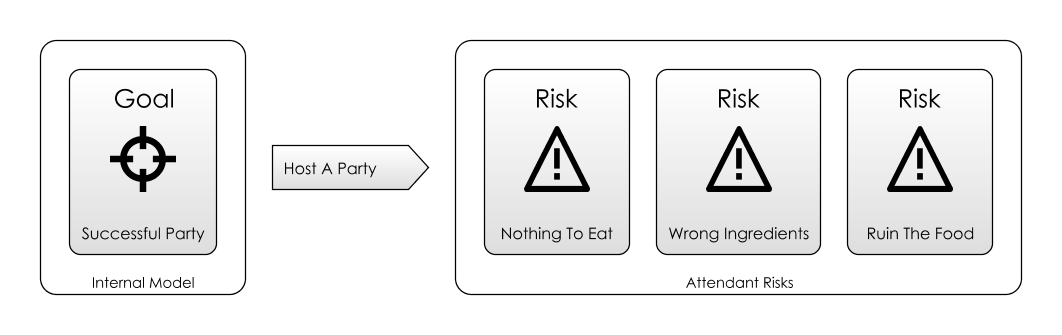 Goal
Successful Party
Internal Model
Host A Party
Risk
Nothing To Eat
Risk
Wrong Ingredients
Risk
Ruin The Food
Attendant Risks